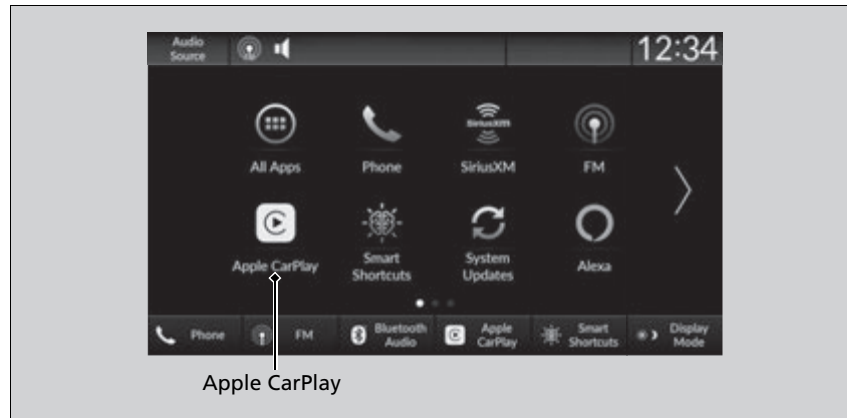 Audio
Source
12:34
All Apps
Phone
SiriusXM
SiriusXM
FM
Apple CarPlay
Smart
Shortcuts
System
Updates
Alexa
Phone
FM
Bluetooth
Audio
Apple
CarPlay
Smart
Shortcuts
Display
Mode
Apple CarPlay